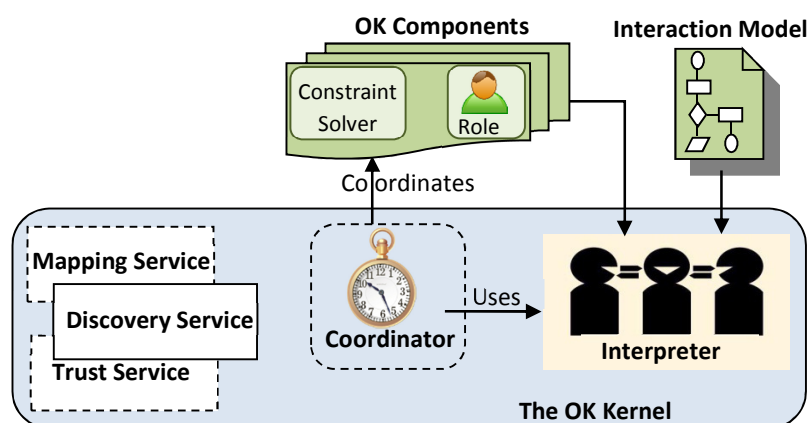 OK Components
Interaction Model
Constraint
Solver
Role
Coordinates
Mapping Service
Discovery Service
Trust Service
Coordinator
Uses
Interpreter
The OK Kernel